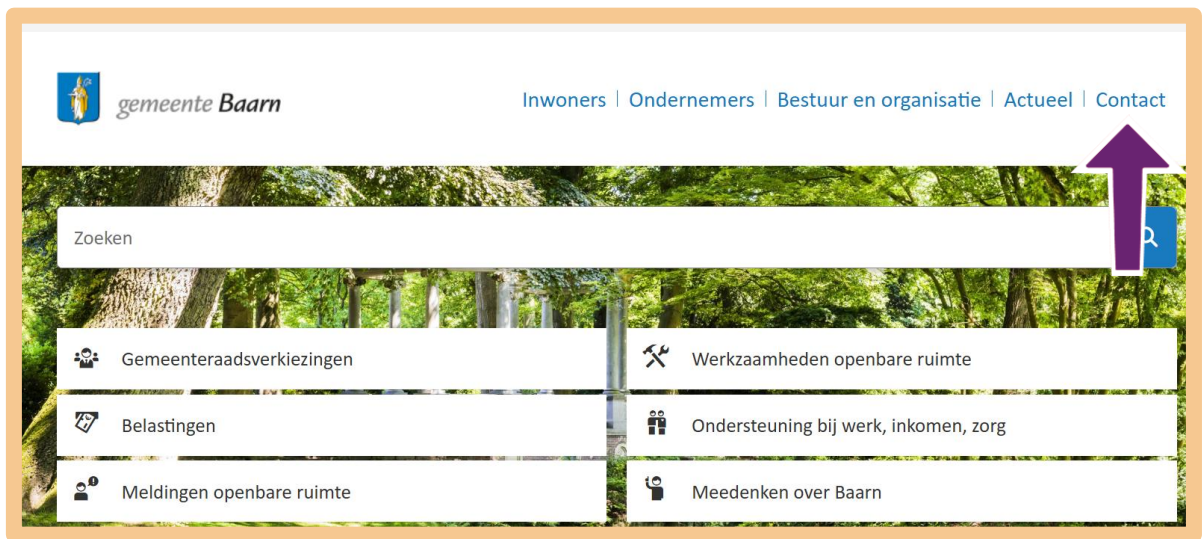 gemeente Baarn
Inwoners | Ondernemers | Bestuur en organisatie | Actueel | Contact
Zoeken
Gemeenteraadsverkiezingen
Werkzaamheden openbare ruimte
Belastingen
Ondersteuning bij werk, inkomen, zorg
Meldingen openbare ruimte
Meedenken over Baarn